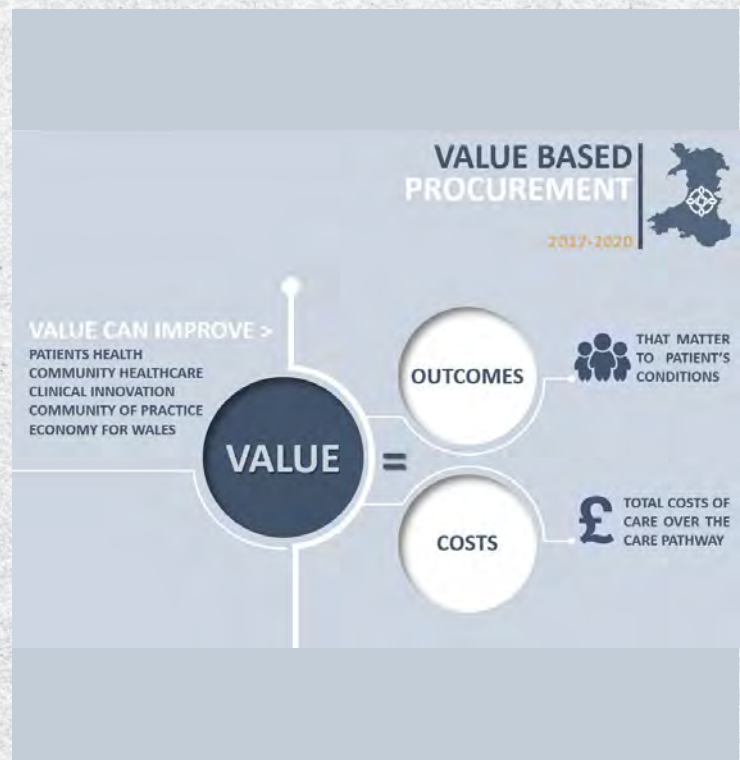 VALUE BASED
PROCUREMENT
2017-2020
VALUE CAN IMPROVE >
PATIENTS HEALTH
COMMUNITY HEALTHCARE
CLINICAL INNOVATION
COMMUNITY OF PRACTICE
ECONOMY FOR WALES
VALUE
=
OUTCOMES
THAT MATTER
TO PATIENT'S
CONDITIONS
COSTS
£
TOTAL COSTS OF
CARE OVER THE
CARE PATHWAY